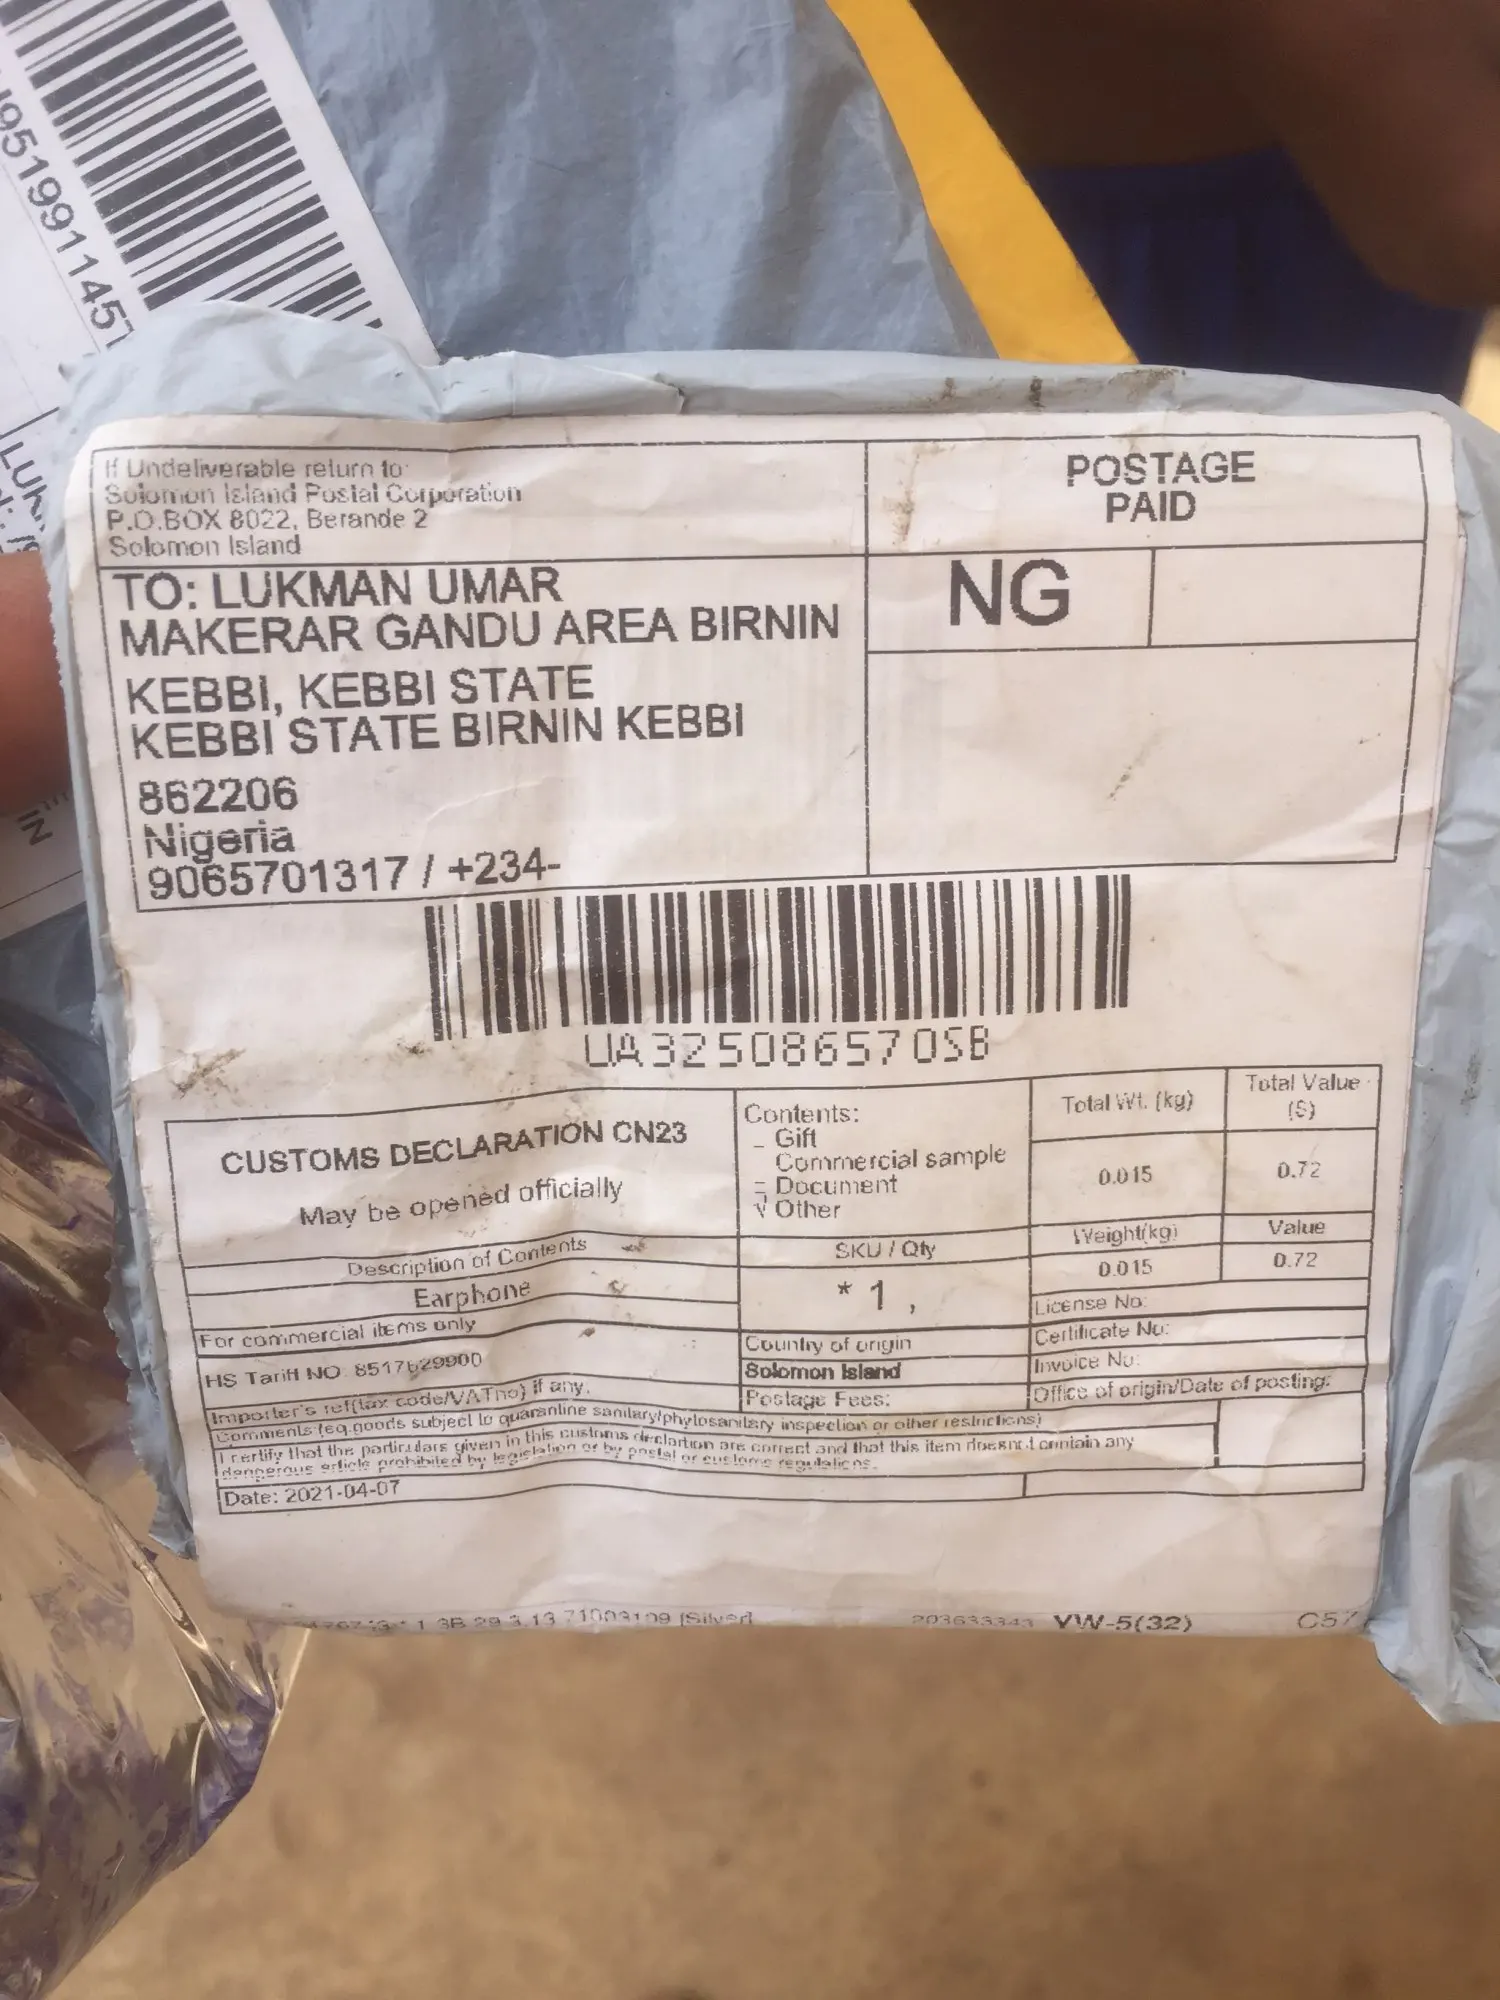 If Undeliverable return to:
Solomon Island Postal Corporation
P.O.BOX 8022, Berande 2
Solomon Island
POSTAGE
PAID
NG
TO: LUKMAN UMAR
MAKERAR GANDU AREA BIRNIN
KEBBI, KEBBI STATE
KEBBI STATE BIRNIN KEBBI
862206
Nigeria
9065701317 / +234-
UA325086570SB
CUSTOMS DECLARATION CN23
May be opened officially
Contents:
Gift
Commercial sample
Document
√ Other
Total Wt. (kg)
Total Value
($)
0.015
0.72
Description of Contents
SKU / Qty
Weight(kg)
Value
Earphone
* 1 ,
0.015
0.72
For commercial items only
HS Tariff NO: 8517629900
Country of origin
Solomon Island
License No:
Certificate No:
Invoice No:
Importer's ref(tax code/VATno) if any.
Postage Fees:
Office of origin/Date of posting:
Comments (eq.goods subject to quaranline sanilary/phytosanilsry inspection or other restrictions)
I certify that the particulars given in this customs declartion are correct and that this item doesnt contain any
dangerous article prohibited by legislation or by postal or customs regulations.
Date: 2021-04-07
YW-5(32)
C57